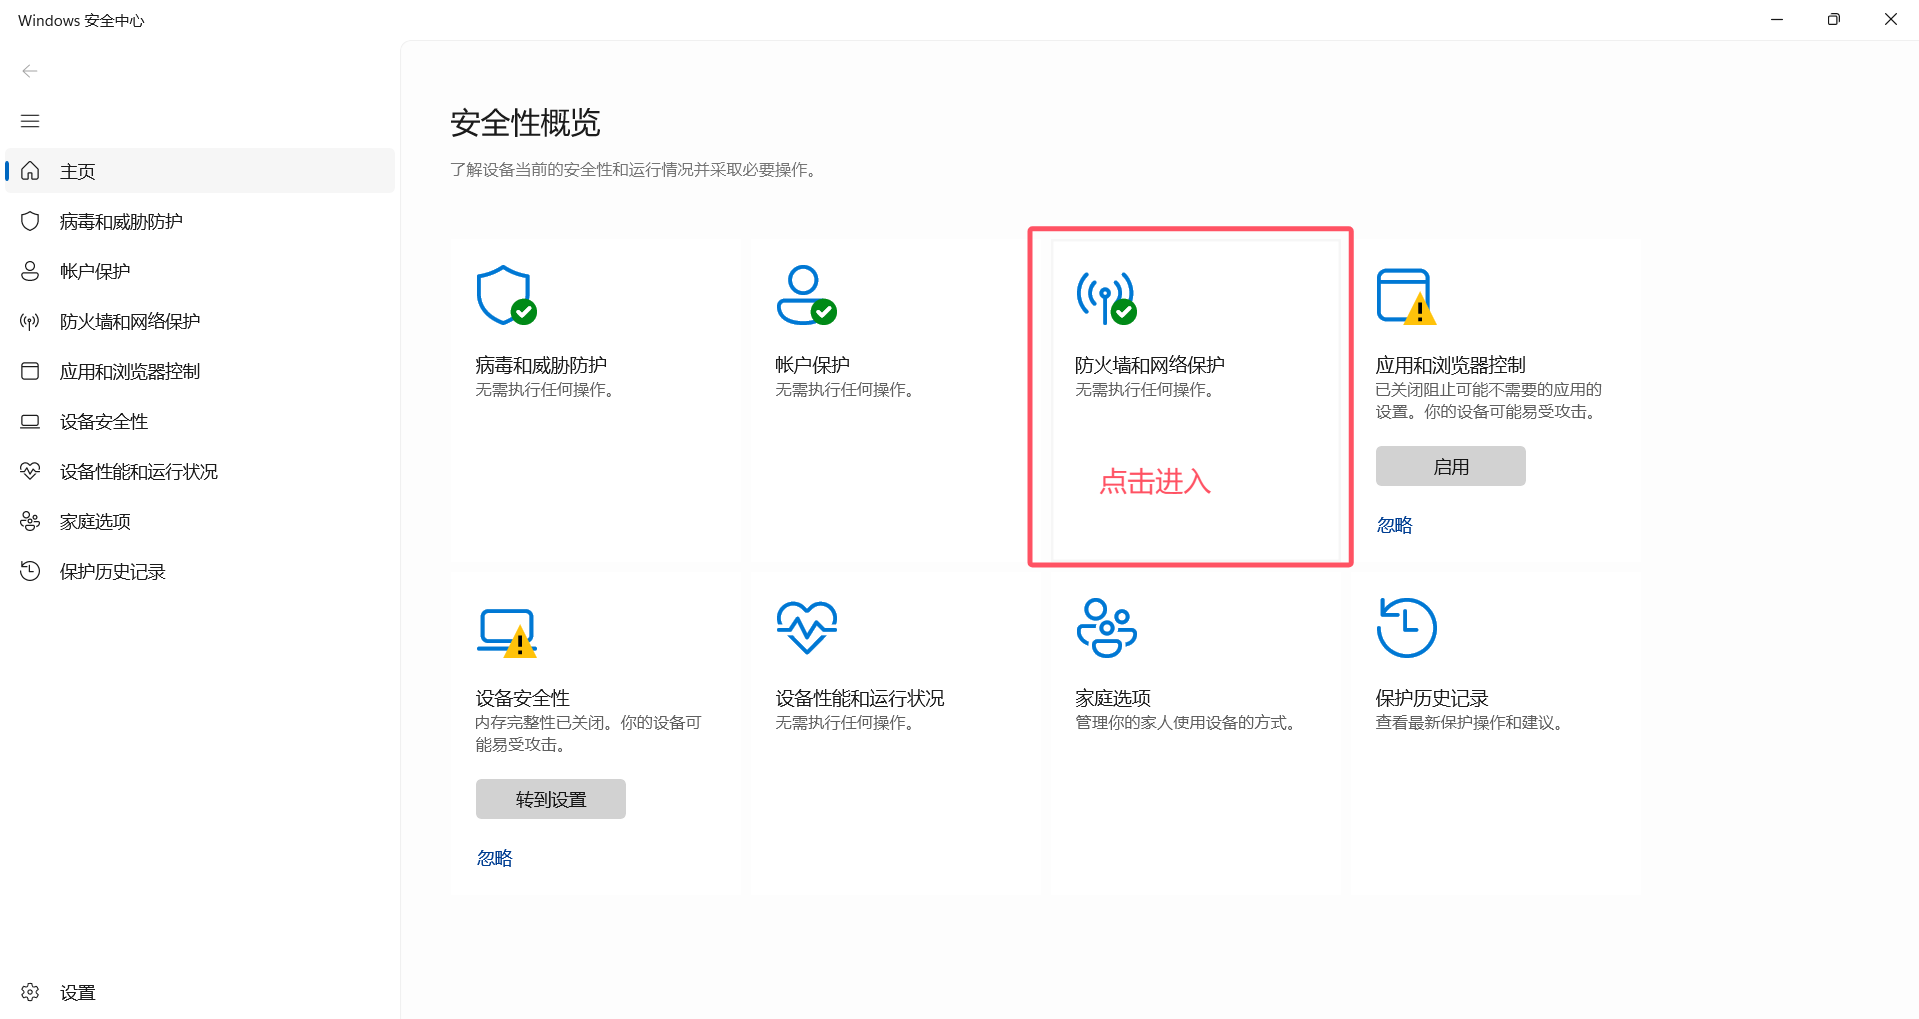 Windows 安全中心
主页
病毒和威胁防护
帐户保护
防火墙和网络保护
应用和浏览器控制
设备安全性
设备性能和运行状况
家庭选项
保护历史记录
设置
安全性概览
了解设备当前的安全性和运行情况并采取必要操作。
病毒和威胁防护
无需执行任何操作。
帐户保护
无需执行任何操作。
防火墙和网络保护
无需执行任何操作。
点击进入
应用和浏览器控制
已关闭阻止可能不需要的应用的
设置。你的设备可能易受攻击。
启用
忽略
设备安全性
内存完整性已关闭。你的设备可
能易受攻击。
转到设置
忽略
设备性能和运行状况
无需执行任何操作。
家庭选项
管理你的家人使用设备的方式。
保护历史记录
查看最新保护操作和建议。